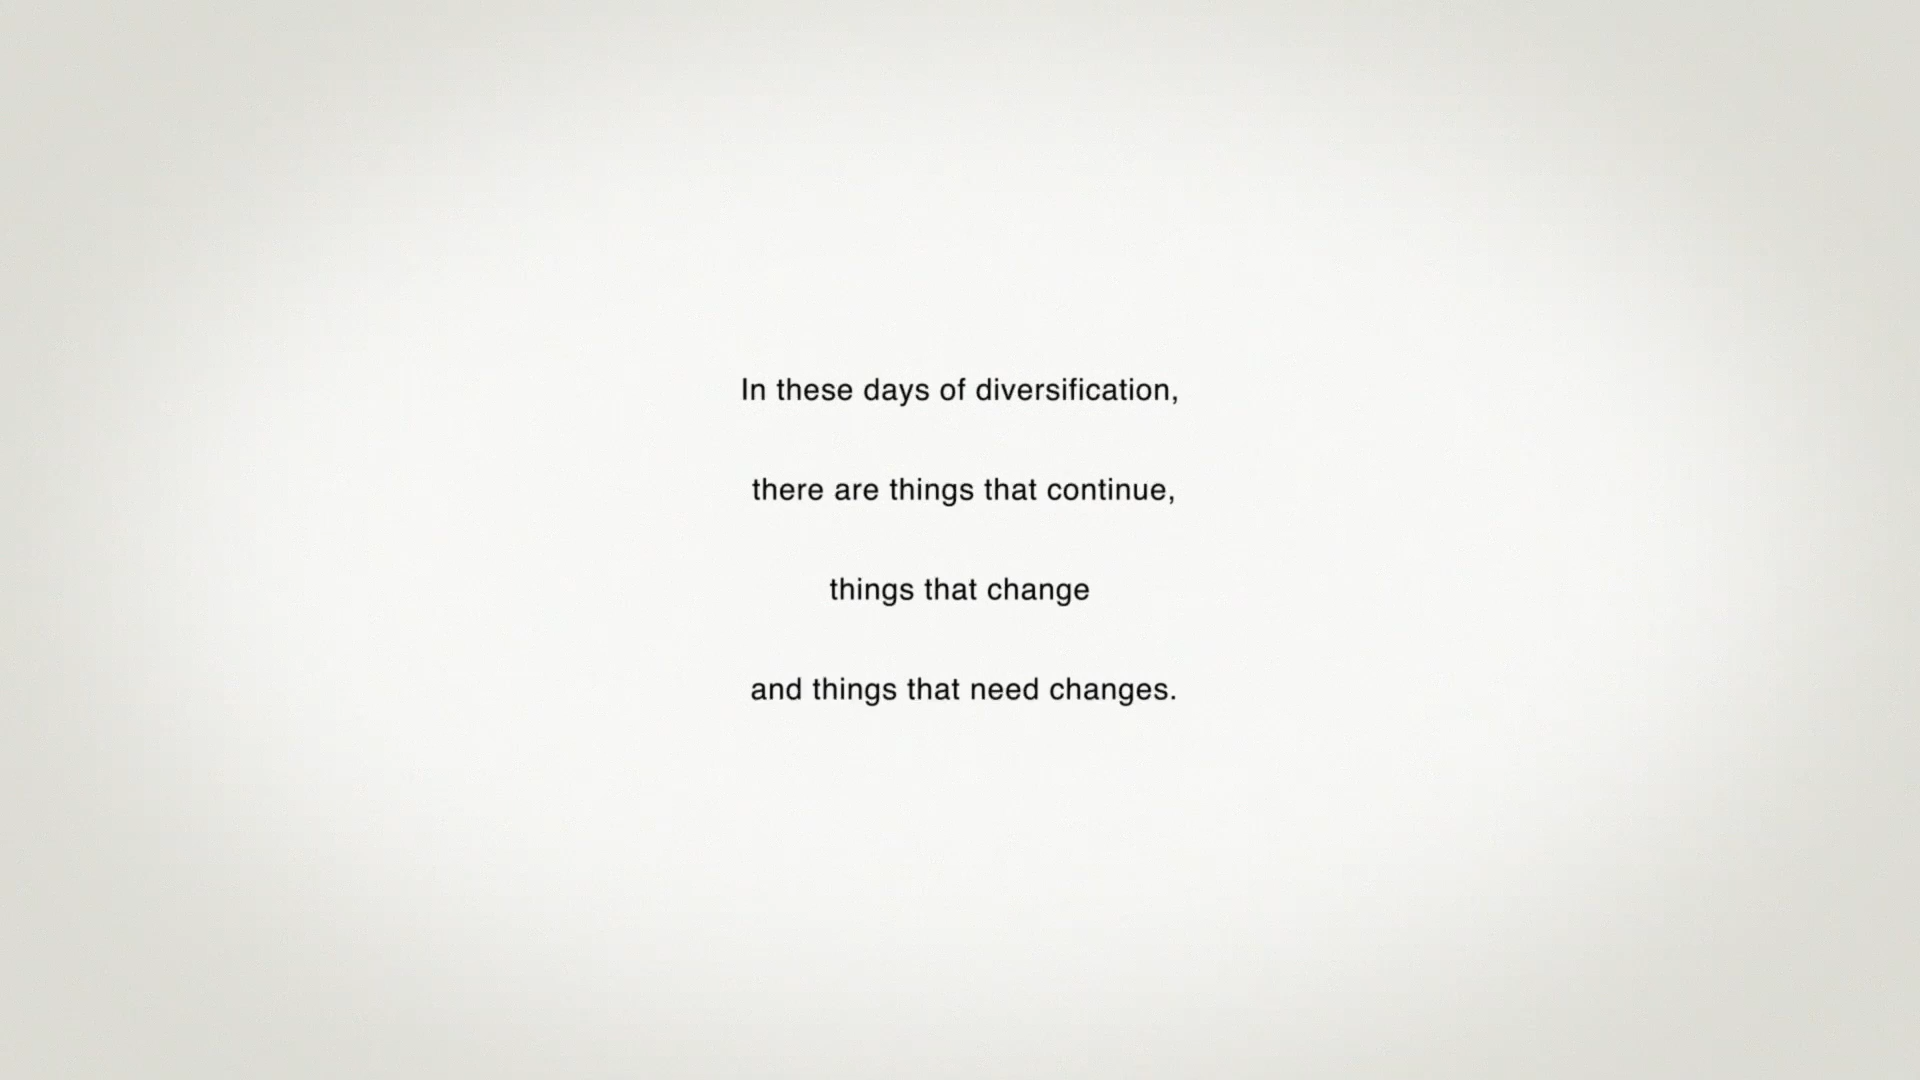 In these days of diversification,
there are things that continue,
things that change
and things that need changes.